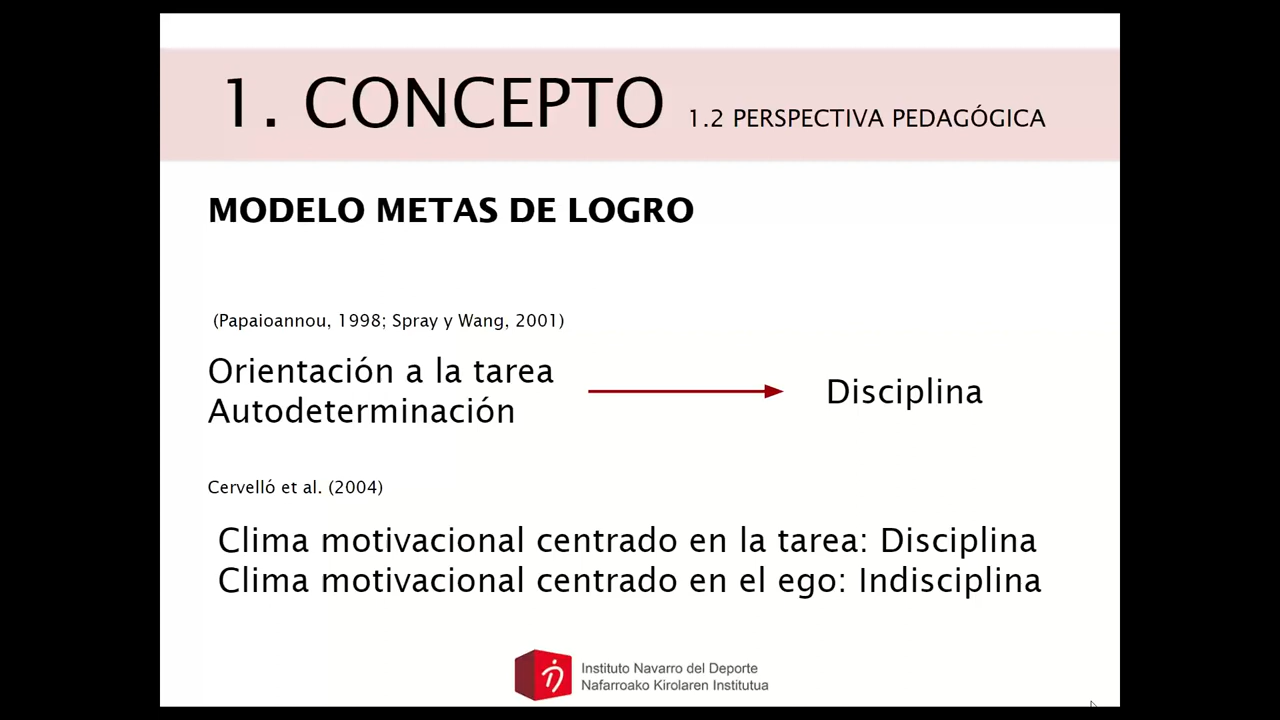 1. CONCEPTO 1.2 PERSPECTIVA PEDAGÓGICA
MODELO METAS DE LOGRO
(Papaioannou, 1998; Spray y Wang, 2001)
Orientación a la tarea
Autodeterminación
Disciplina
Cervelló et al. (2004)
Clima motivacional centrado en la tarea: Disciplina
Clima motivacional centrado en el ego: Indisciplina
Instituto Navarro del Deporte
Nafarroako Kirolaren Institutua